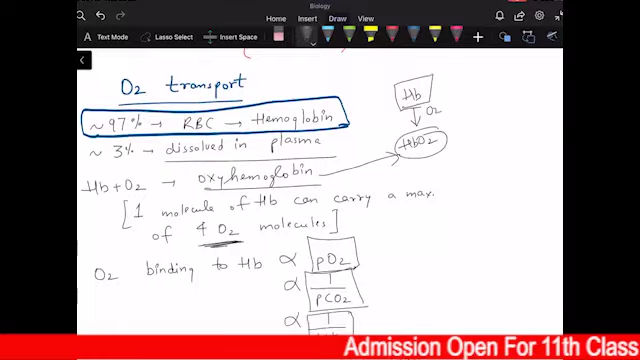 Home Insert Draw View
Text Mode Lasso Select Insert Space
O2 transport
~ 97% → RBC → Hemoglobin
~ 3% → dissolved in plasma
Hb+O2 → oxyhemoglobin
[1 molecule of Hb can carry a max.
of 4 O2 molecules]
O2 binding to Hb ∝ pO2
∝ 1
pCO2
∝ 1
Hb
O2
HbO2
Admission Open For 11th Class